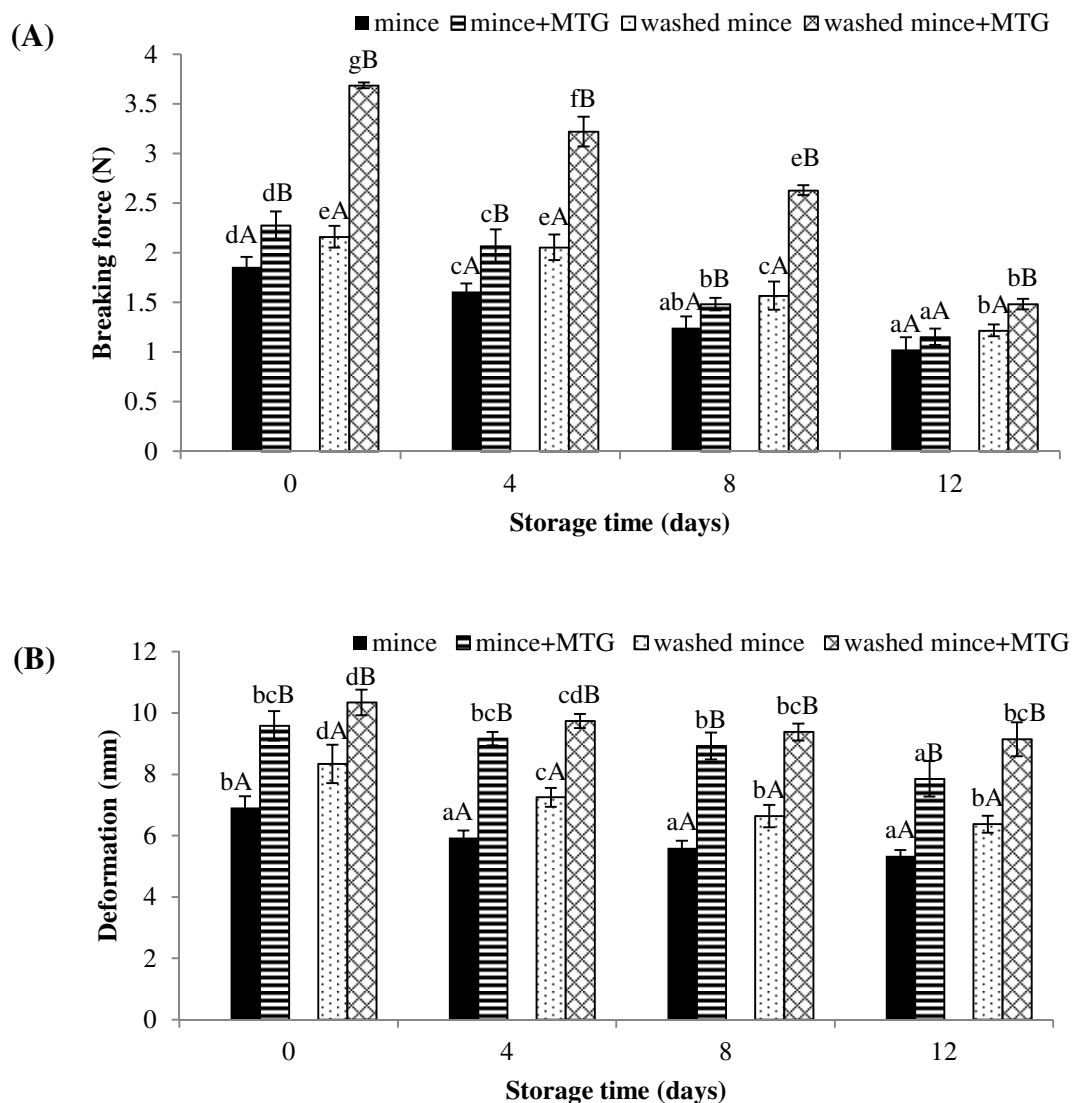 (A)
mince mince+MTG washed mince washed mince+MTG
4
3.5
3
2.5
2
1.5
1
0.5
0
Breaking force (N)
dA dB eA gB
cA cB eA fB
abA bB cA eB
aA aA bA bB
0 4 8 12
Storage time (days)
(B)
mince mince+MTG washed mince washed mince+MTG
12
10
8
6
4
2
0
Deformation (mm)
bA bcB dA dB
aA bcB cA cdB
aA bB bA bcB
aA aB bA bcB
0 4 8 12
Storage time (days)